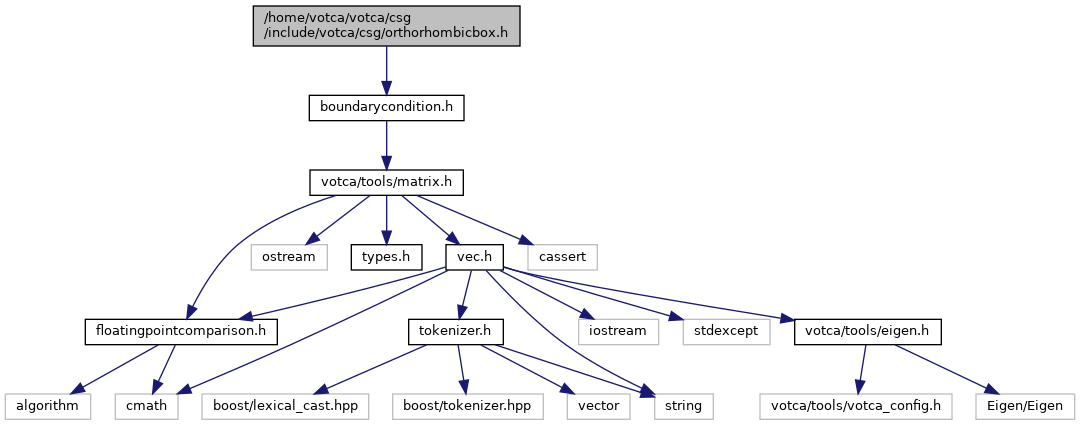 /home/votca/votca/csg
/include/votca/csg/orthorhombicbox.h
boundarycondition.h
votca/tools/matrix.h
ostream
types.h
vec.h
cassert
floatingpointcomparison.h
tokenizer.h
iostream
stdexcept
votca/tools/eigen.h
algorithm
cmath
boost/lexical_cast.hpp
boost/tokenizer.hpp
vector
string
votca/tools/votca_config.h
Eigen/Eigen